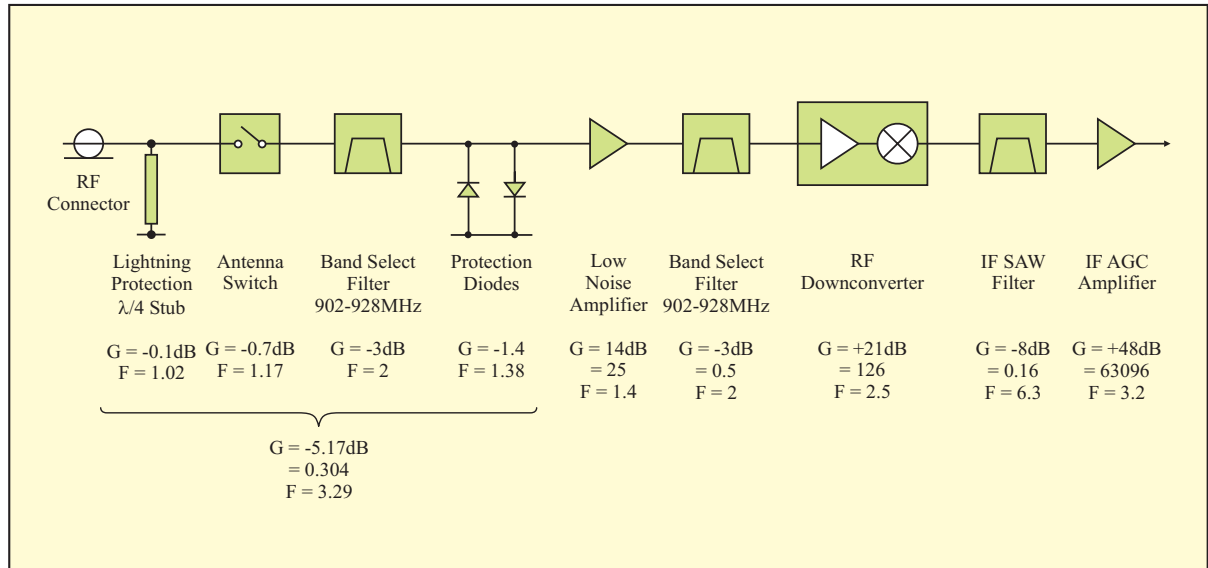 RF
Connector
Lightning
Protection
λ/4 Stub
G = -0.1dB
F = 1.02
Antenna
Switch
G = -0.7dB
F = 1.17
Band Select
Filter
902-928MHz
G = -3dB
F = 2
Protection
Diodes
G = -1.4
F = 1.38
Low
Noise
Amplifier
G = 14dB
= 25
F = 1.4
Band Select
Filter
902-928MHz
G = -3dB
= 0.5
F = 2
RF
Downconverter
G = +21dB
= 126
F = 2.5
IF SAW
Filter
G = -8dB
= 0.16
F = 6.3
IF AGC
Amplifier
G = +48dB
= 63096
F = 3.2
G = -5.17dB
= 0.304
F = 3.29